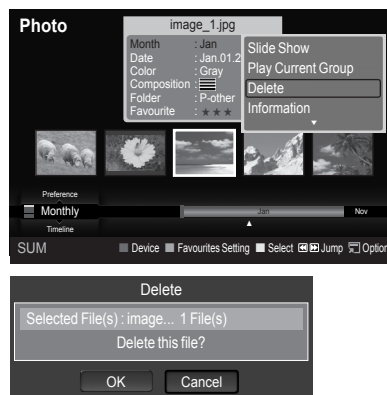 Photo
image_1.jpg
Month : Jan
Date : Jan.01.2
Color : Gray
Composition :
Folder : P-other
Favourite : ★ ★ ★
Slide Show
Play Current Group
Delete
Information
Preference
Monthly
Timeline
Jan
Nov
SUM
Device
Favourites Setting
Select
Jump
Option
Delete
Selected File(s) : image... 1 File(s)
Delete this file?
OK
Cancel